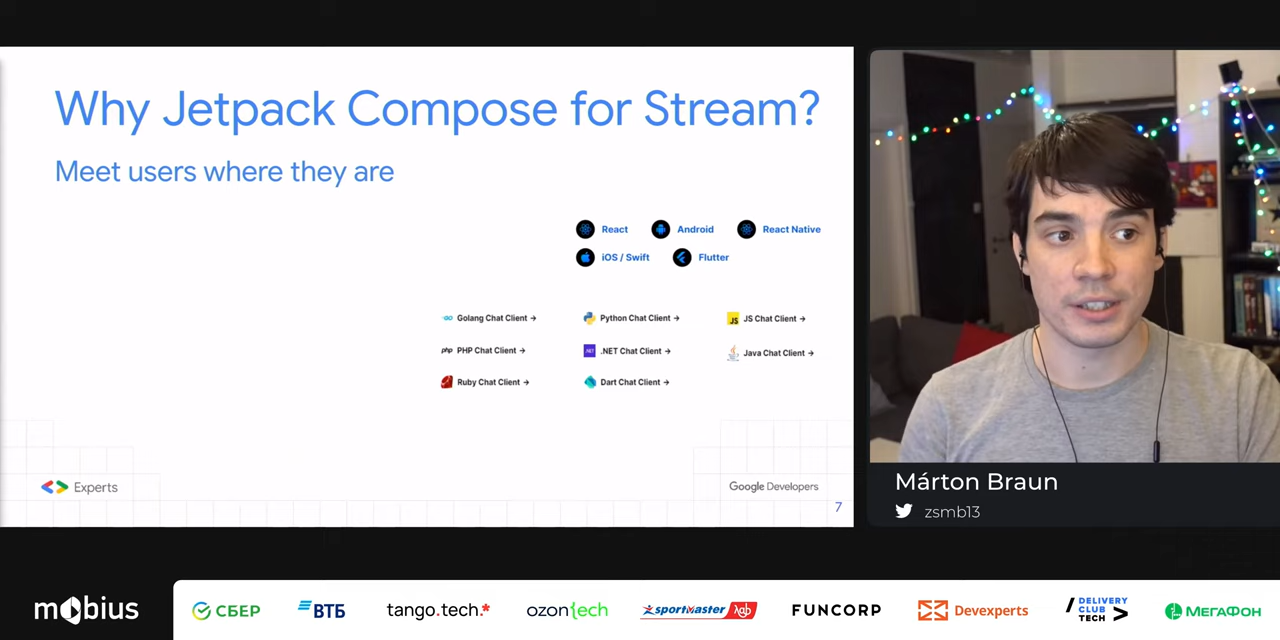 Why Jetpack Compose for Stream?
Meet users where they are
React Android React Native
iOS / Swift Flutter
Golang Chat Client → Python Chat Client → JS JS Chat Client →
php PHP Chat Client → .NET .NET Chat Client → Java Chat Client →
Ruby Chat Client → Dart Chat Client →
Experts
Google Developers
7
Márton Braun
zsmb13
mobius
СБЕР
ВТБ
tango.tech.*
ozon{tech
sportmaster lab
FUNCORP
Devexperts
/ DELIVERY
CLUB
TECH >
МЕГАФОН